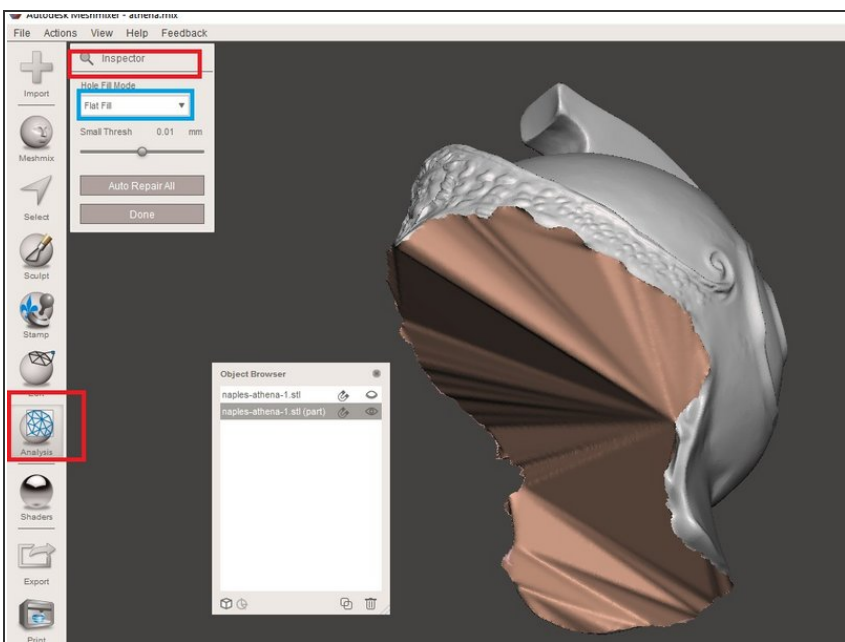 Autodesk Meshmixer - athena.mix
File Actions View Help Feedback
Import
Meshmix
Select
Sculpt
Stamp
Edit
Analysis
Shaders
Export
Print
Inspector
Hole Fill Mode
Flat Fill
Small Thresh 0.01 mm
Auto Repair All
Done
Object Browser
naples-athena-1.stl
naples-athena-1.stl (part)